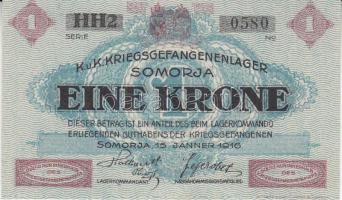 1 HH2 0580 1
SERIE No
K.u.K. KRIEGSGEFANGENENLAGER
SOMORJA
EINE KRONE
DIESER BETRAG IST EIN ANTEIL DES BEIM LAGERKOMMANDO
ERLIEGENDEN GUTHABENS DER KRIEGSGEFANGENEN
SOMORJA, 15. JÄNNER 1916
LAGERKOMMANDANT